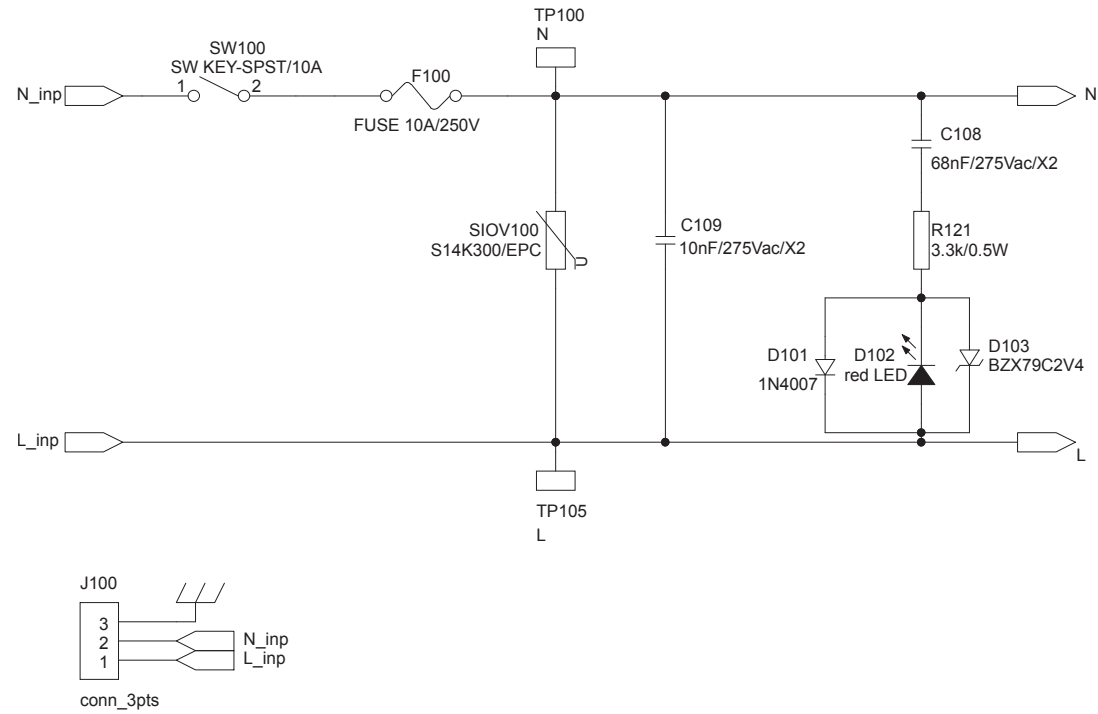 TP100
N
SW100
SW KEY-SPST/10A
F100
N_inp
1
2
N
FUSE 10A/250V
C108
68nF/275Vac/X2
SIOV100
S14K300/EPC
U
C109
10nF/275Vac/X2
R121
3.3k/0.5W
D101
1N4007
D102
red LED
D103
BZX79C2V4
L_inp
L
TP105
L
J100
3
2
1
N_inp
L_inp
conn_3pts